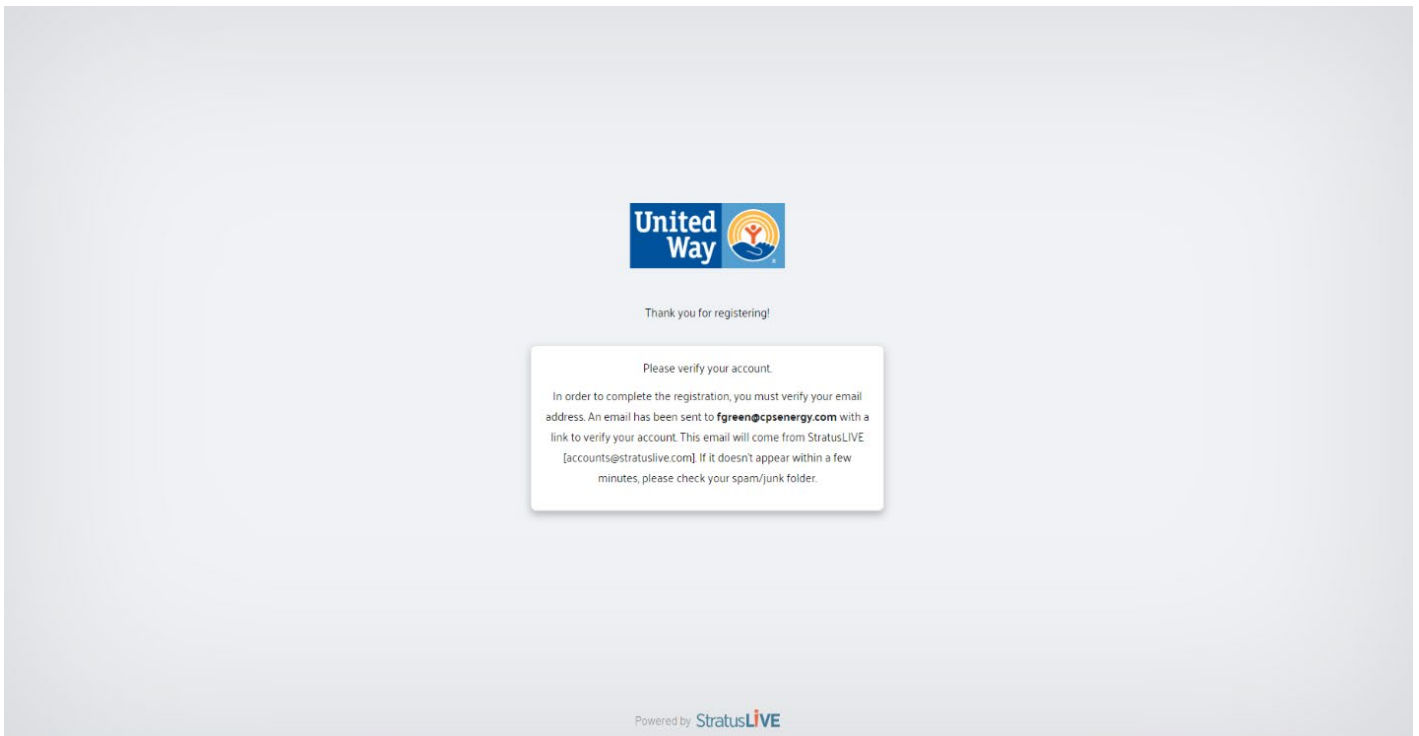 United
Way
Thank you for registering!
Please verify your account.
In order to complete the registration, you must verify your email
address. An email has been sent to fgreen@cpsenergy.com with a
link to verify your account. This email will come from StratusLIVE
[accounts@stratuslive.com]. If it doesn't appear within a few
minutes, please check your spam/junk folder.
Powered by StratusLIVE